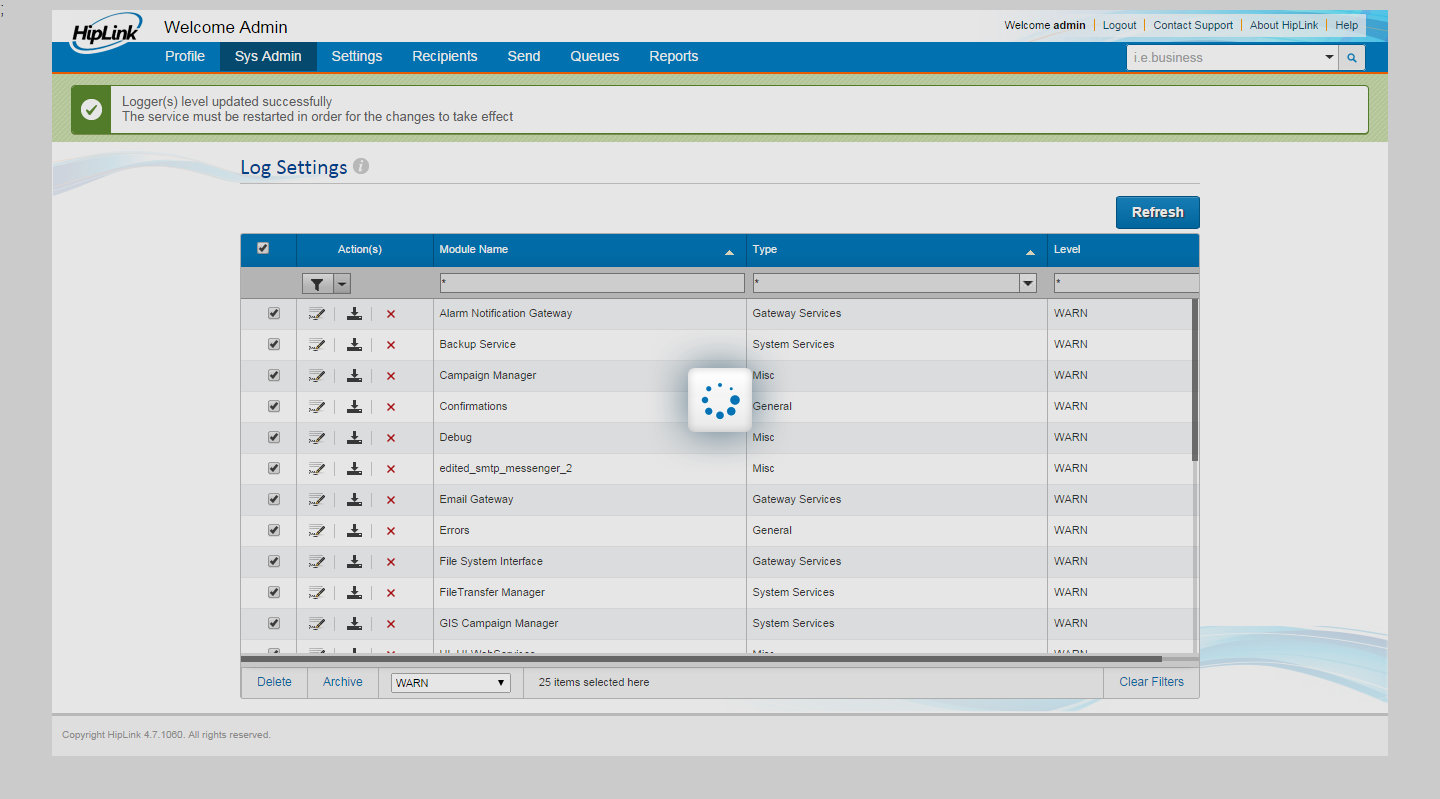 ;
HipLink
Welcome Admin
Welcome admin Logout Contact Support About HipLink Help
Profile Sys Admin Settings Recipients Send Queues Reports
i.e.business
Logger(s) level updated successfully
The service must be restarted in order for the changes to take effect
Log Settings i
Refresh
Action(s) Module Name Type Level
* * *
Alarm Notification Gateway Gateway Services WARN
Backup Service System Services WARN
Campaign Manager Misc WARN
Confirmations General WARN
Debug Misc WARN
edited_smtp_messenger_2 Misc WARN
Email Gateway Gateway Services WARN
Errors General WARN
File System Interface Gateway Services WARN
FileTransfer Manager System Services WARN
GIS Campaign Manager System Services WARN
Delete Archive WARN 25 items selected here Clear Filters
Copyright HipLink 4.7.1060. All rights reserved.